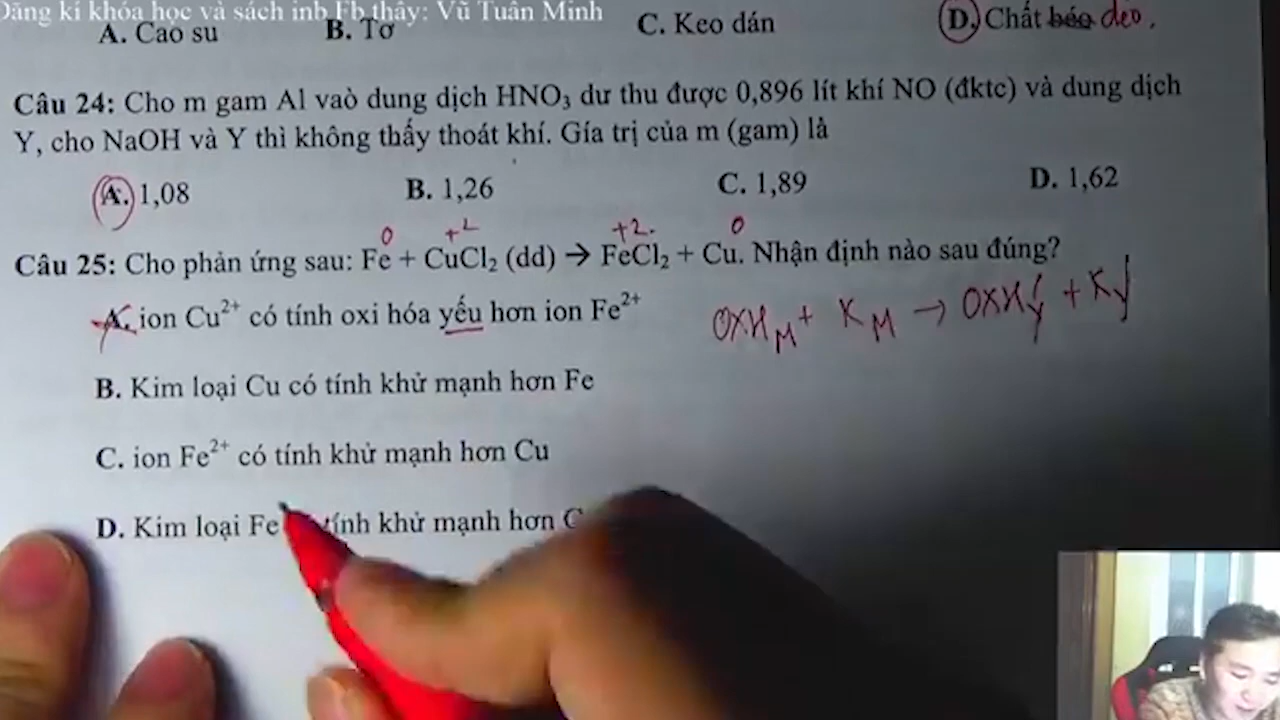 Đăng kí khóa học và sách inb Fb thầy: Vũ Tuấn Minh
A. Cao su B. Tơ C. Keo dán D. Chất béo dẻo.
Câu 24: Cho m gam Al vaò dung dịch HNO₃ dư thu được 0,896 lít khí NO (đktc) và dung dịch
Y, cho NaOH và Y thì không thấy thoát khí. Gía trị của m (gam) là
A. 1,08 B. 1,26 C. 1,89 D. 1,62
0 +2 +2 0
Câu 25: Cho phản ứng sau: Fe + CuCl₂ (dd) → FeCl₂ + Cu. Nhận định nào sau đúng?
A. ion Cu²⁺ có tính oxi hóa yếu hơn ion Fe²⁺
OXH_M + K_M → OXH_Y + K_Y
B. Kim loại Cu có tính khử mạnh hơn Fe
C. ion Fe²⁺ có tính khử mạnh hơn Cu
D. Kim loại Fe tính khử mạnh hơn